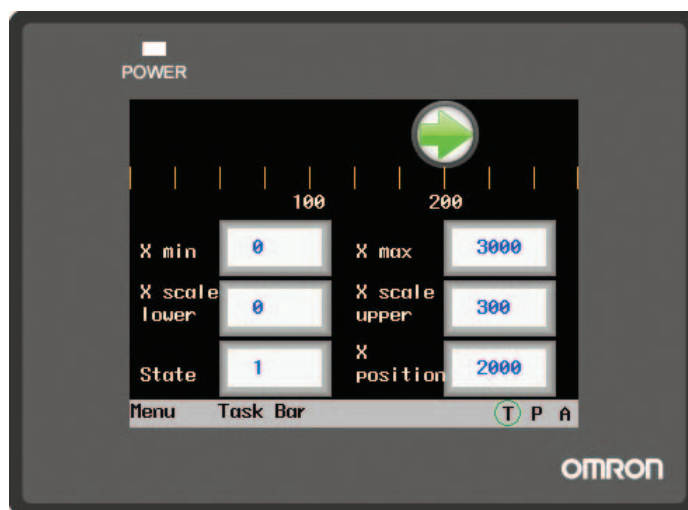 POWER
100 200
X min 0 X max 3000
X scale lower 0 X scale upper 300
State 1 X position 2000
Menu Task Bar T P A
OMRON